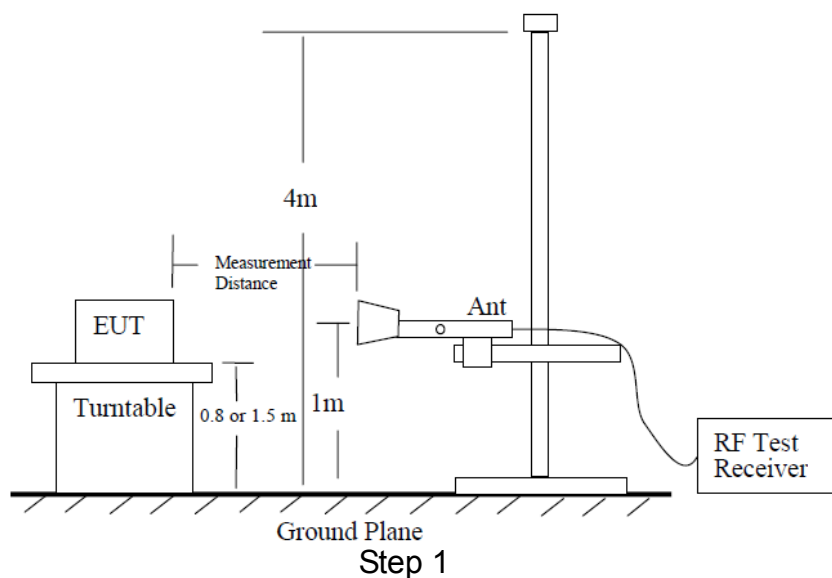 4m
Measurement
Distance
Ant
EUT
Turntable
0.8 or 1.5 m
1m
RF Test
Receiver
Ground Plane
Step 1